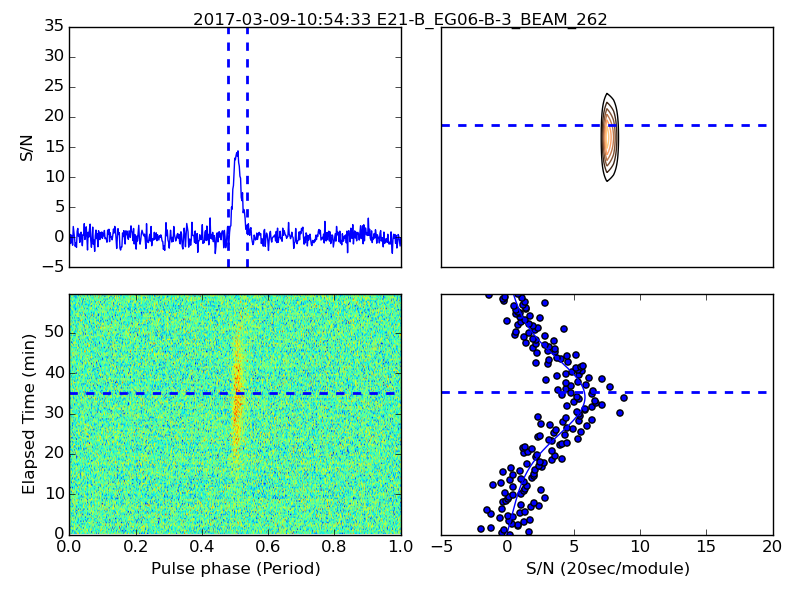 2017-03-09-10:54:33 E21-B_EG06-B-3_BEAM_262
35
30
25
20
15
10
5
0
−5
S/N
50
40
30
20
10
0
Elapsed Time (min)
0.0 0.2 0.4 0.6 0.8 1.0
Pulse phase (Period)
−5 0 5 10 15 20
S/N (20sec/module)